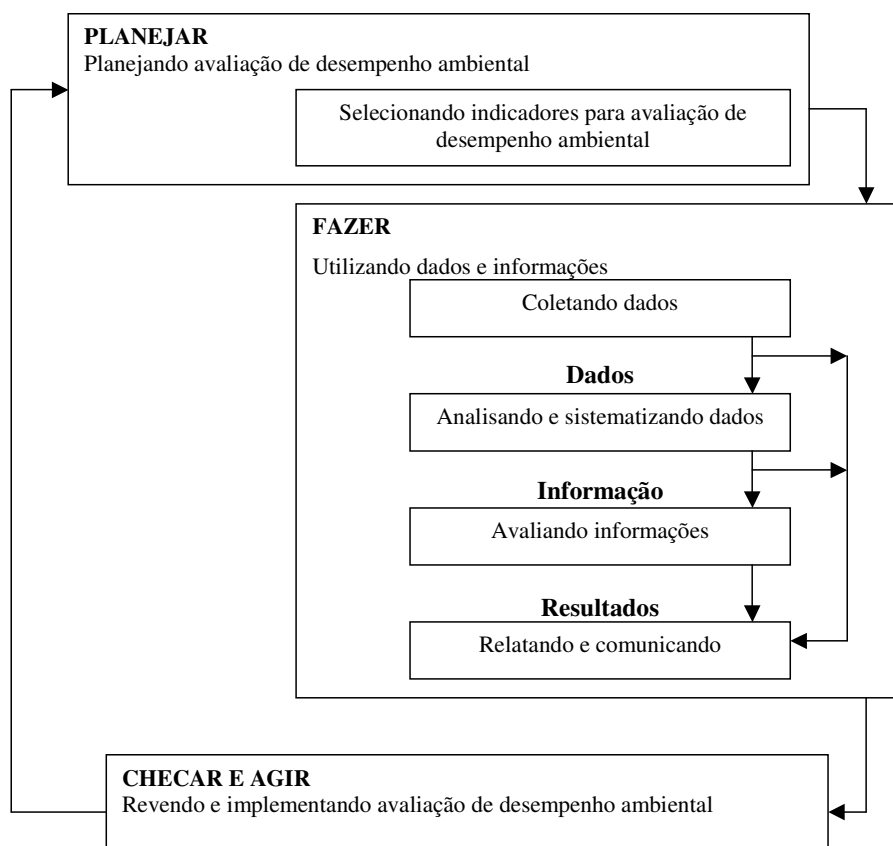 PLANEJAR
Planejando avaliação de desempenho ambiental
Selecionando indicadores para avaliação de
desempenho ambiental
FAZER
Utilizando dados e informações
Coletando dados
Dados
Analisando e sistematizando dados
Informação
Avaliando informações
Resultados
Relatando e comunicando
CHECAR E AGIR
Revendo e implementando avaliação de desempenho ambiental